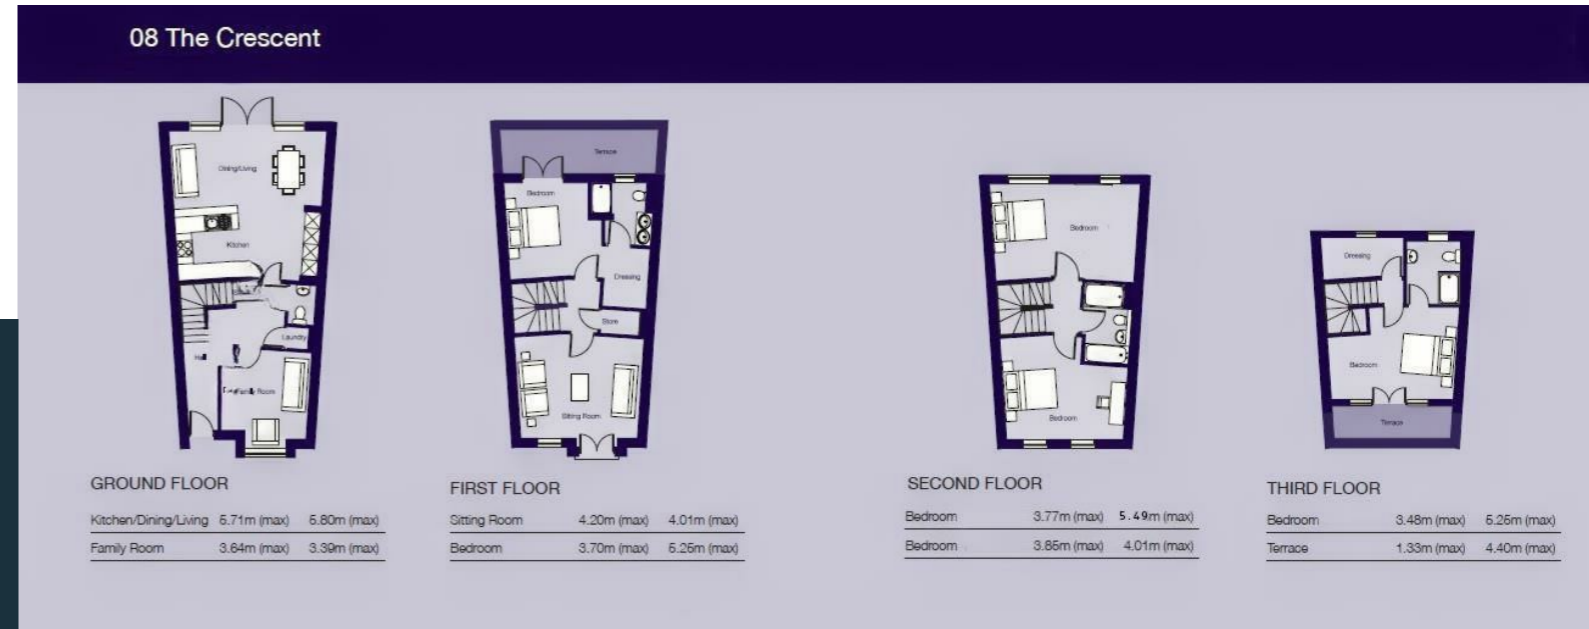 08 The Crescent
Dining/Living
Kitchen
Laundry
Family Room
Terrace
Bedroom
Dressing
Store
Sitting Room
Bedroom
Bedroom
Dressing
Bedroom
Terrace
GROUND FLOOR
Kitchen/Dining/Living 5.71m (max) 5.80m (max)
Family Room 3.64m (max) 3.39m (max)
FIRST FLOOR
Sitting Room 4.20m (max) 4.01m (max)
Bedroom 3.70m (max) 5.25m (max)
SECOND FLOOR
Bedroom 3.77m (max) 5.49m (max)
Bedroom 3.85m (max) 4.01m (max)
THIRD FLOOR
Bedroom 3.48m (max) 5.25m (max)
Terrace 1.33m (max) 4.40m (max)